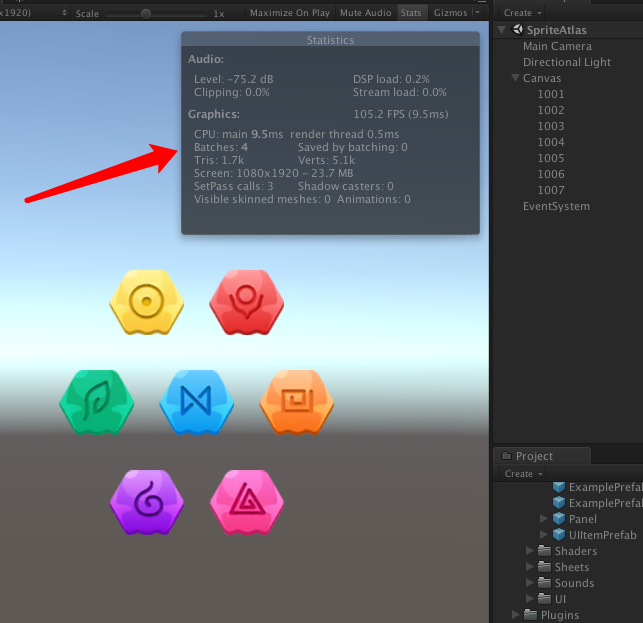 x1920) Scale 1x Maximize On Play Mute Audio Stats Gizmos
Create
SpriteAtlas
Main Camera
Directional Light
Canvas
1001
1002
1003
1004
1005
1006
1007
EventSystem
Statistics
Audio:
Level: -75.2 dB DSP load: 0.2%
Clipping: 0.0% Stream load: 0.0%
Graphics: 105.2 FPS (9.5ms)
CPU: main 9.5ms render thread 0.5ms
Batches: 4 Saved by batching: 0
Tris: 1.7k Verts: 5.1k
Screen: 1080x1920 - 23.7 MB
SetPass calls: 3 Shadow casters: 0
Visible skinned meshes: 0 Animations: 0
Project
Create
ExamplePrefal
ExamplePrefal
Panel
UIItemPrefab
Shaders
Sheets
Sounds
UI
Plugins